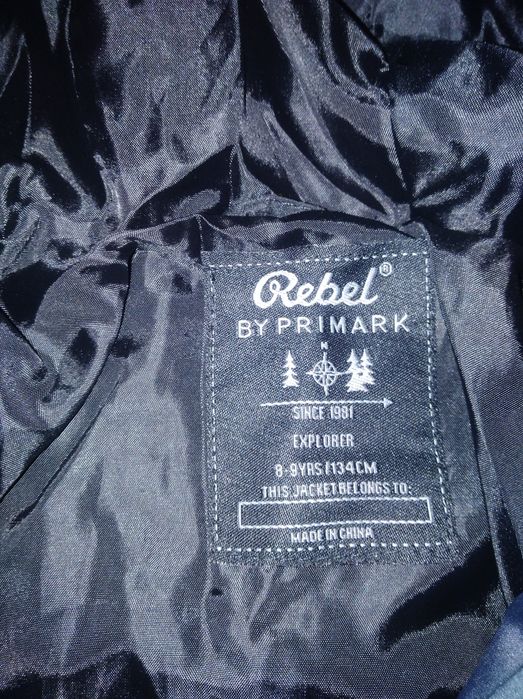 Rebel®
BY PRIMARK
N
SINCE 1981
EXPLORER
8-9YRS/134CM
THIS JACKET BELONGS TO:
MADE IN CHINA